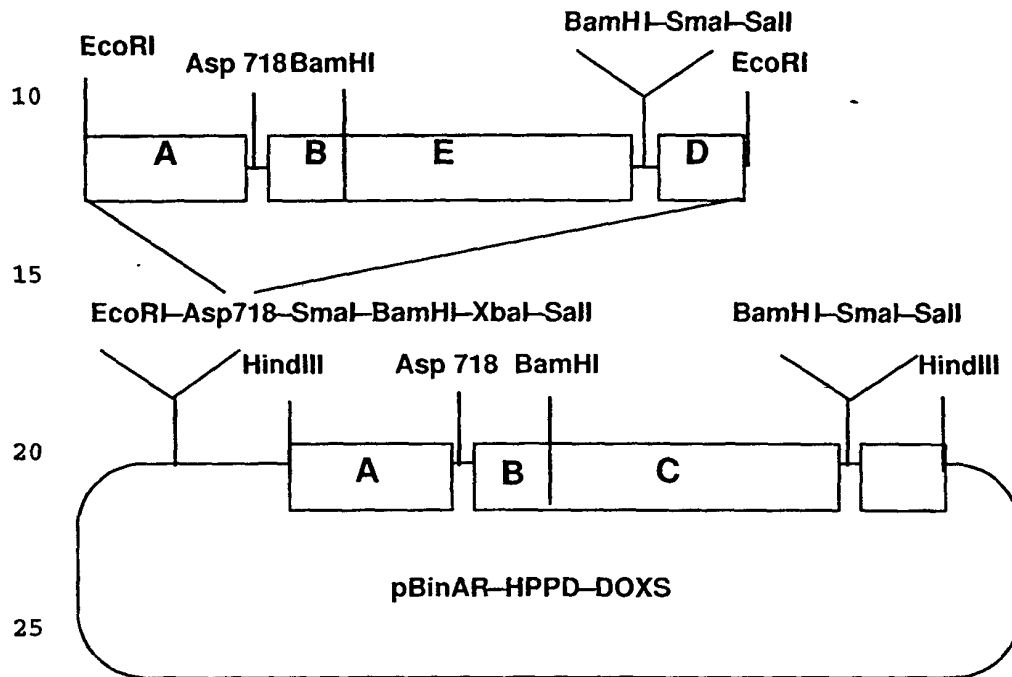 BamHI–SmaI–SalI
EcoRI
Asp 718 BamHI
EcoRI
10
A
B
E
D
15
EcoRI–Asp718–SmaI–BamHI–XbaI–SalI
BamHI–SmaI–SalI
HindIII
Asp 718 BamHI
HindIII
20
A
B
C
pBinAR–HPPD–DOXS
25